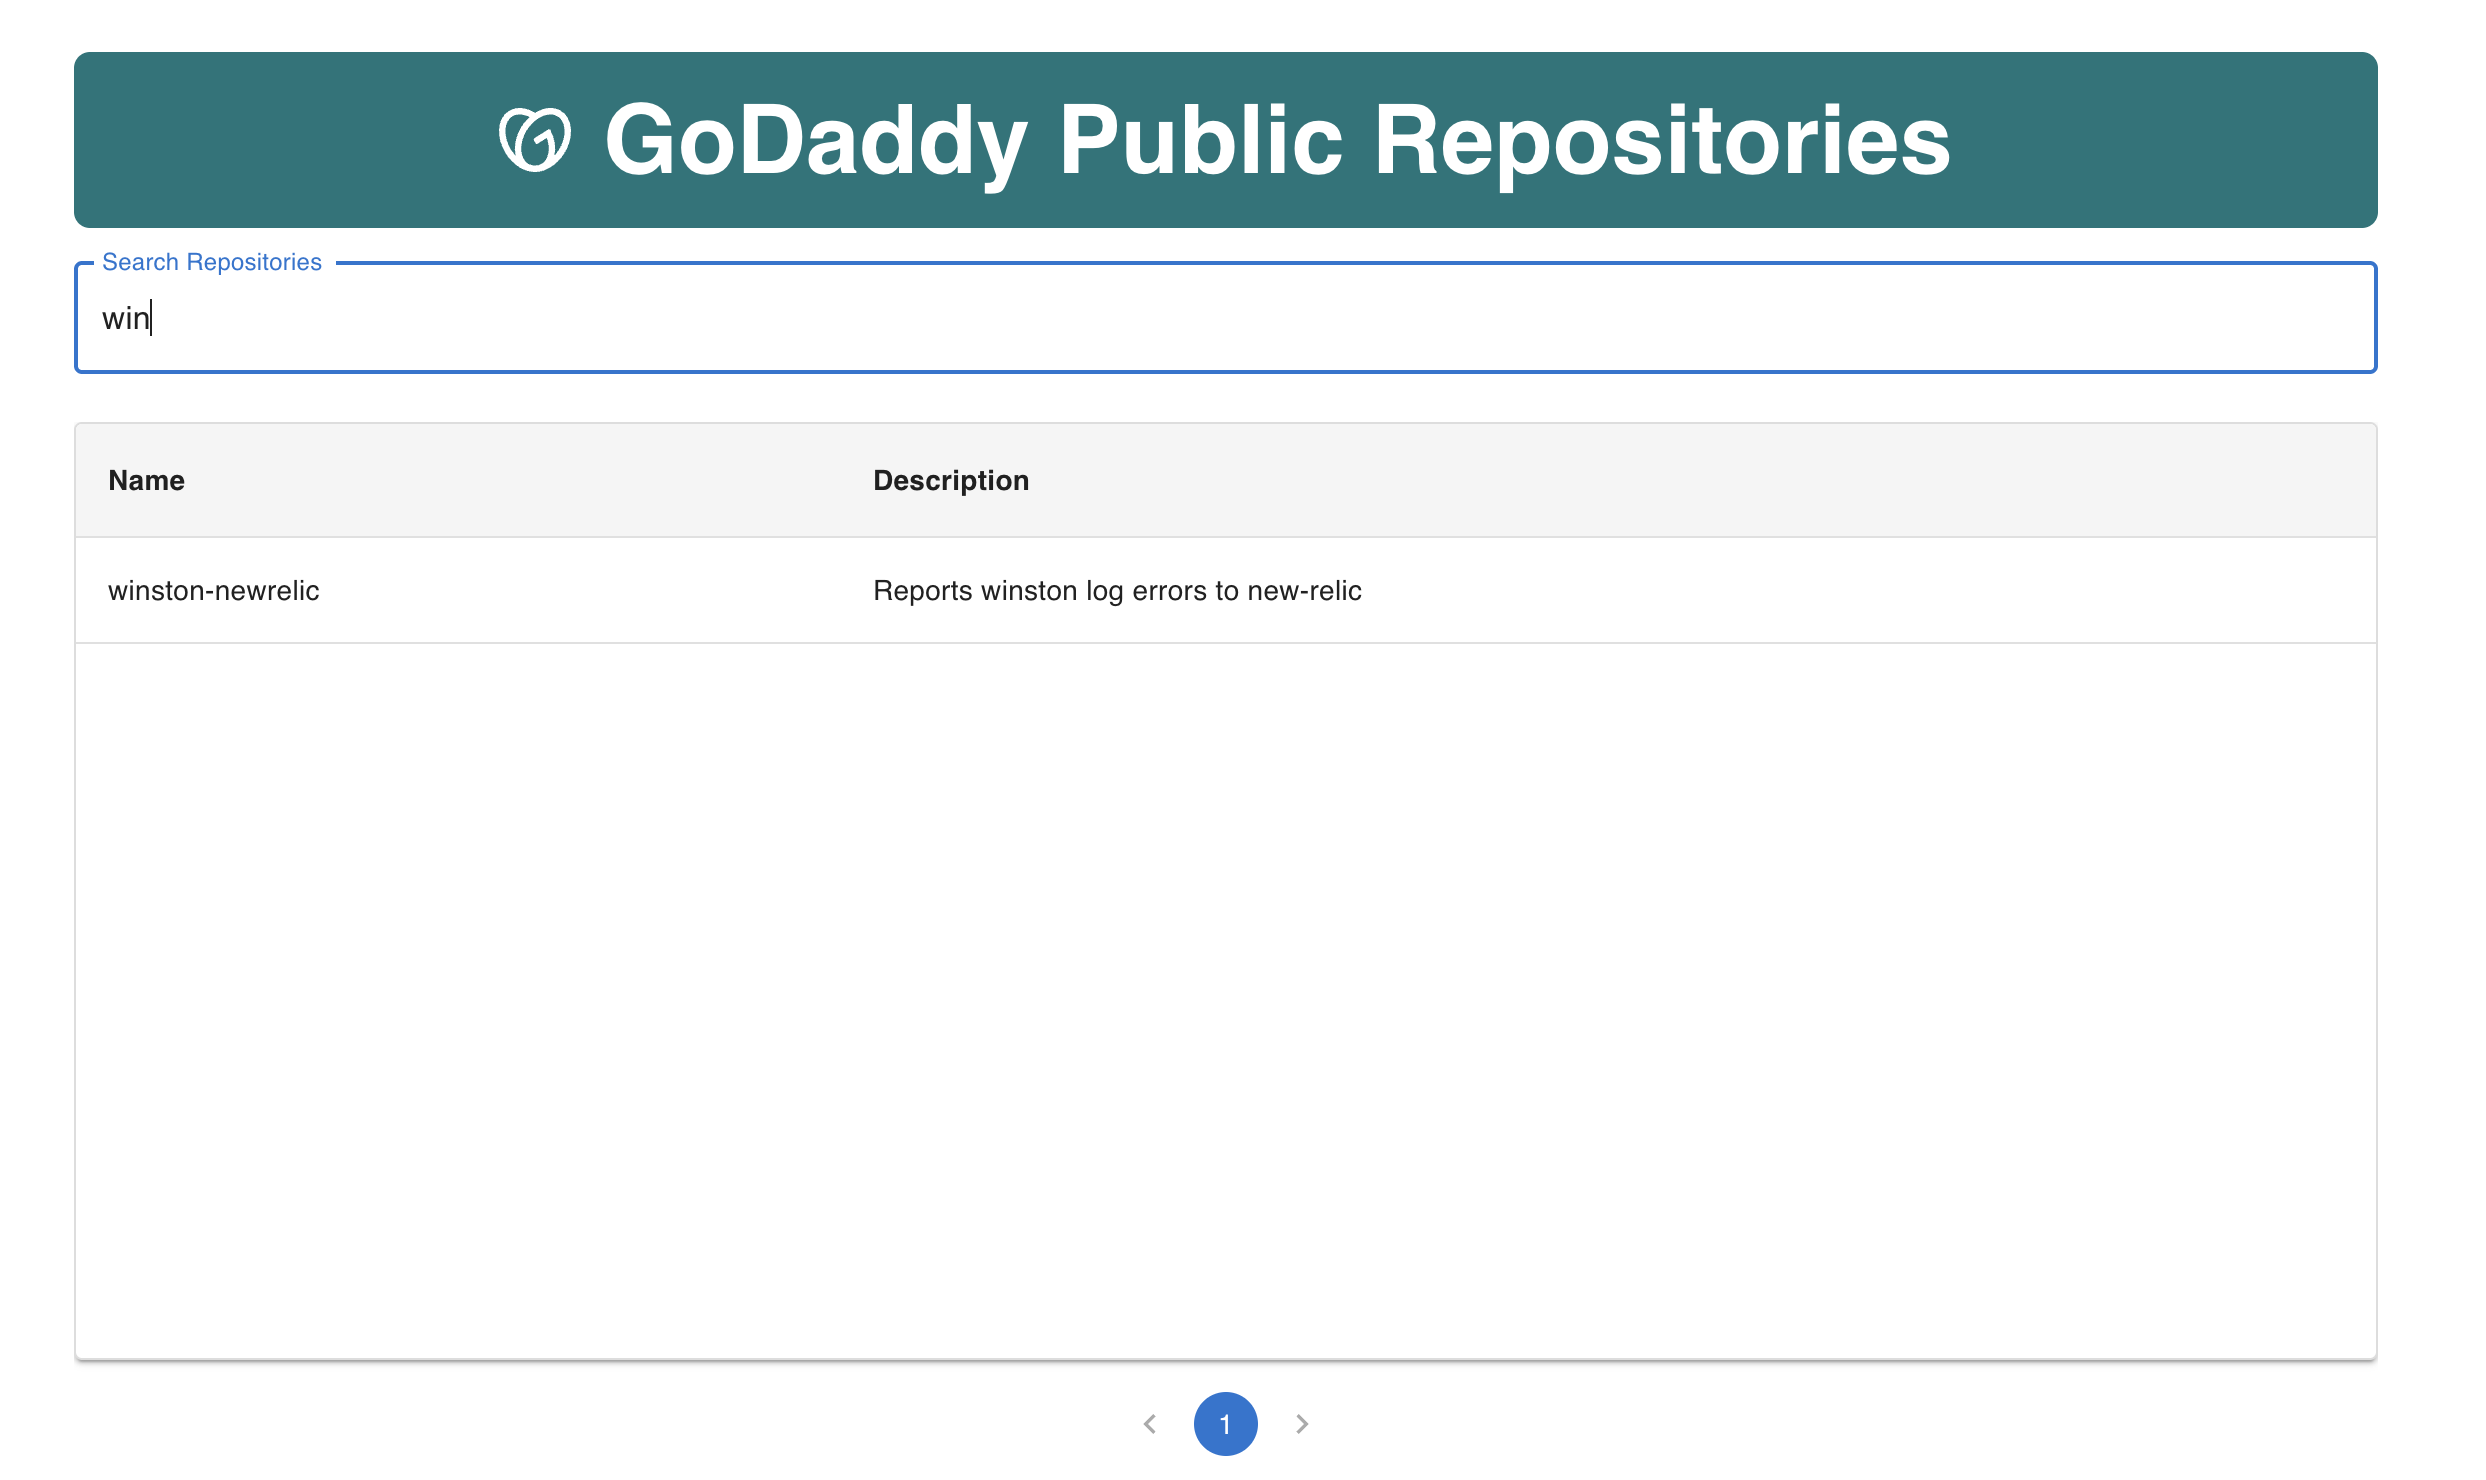 GoDaddy Public Repositories
Search Repositories
win
Name Description
winston-newrelic Reports winston log errors to new-relic
1